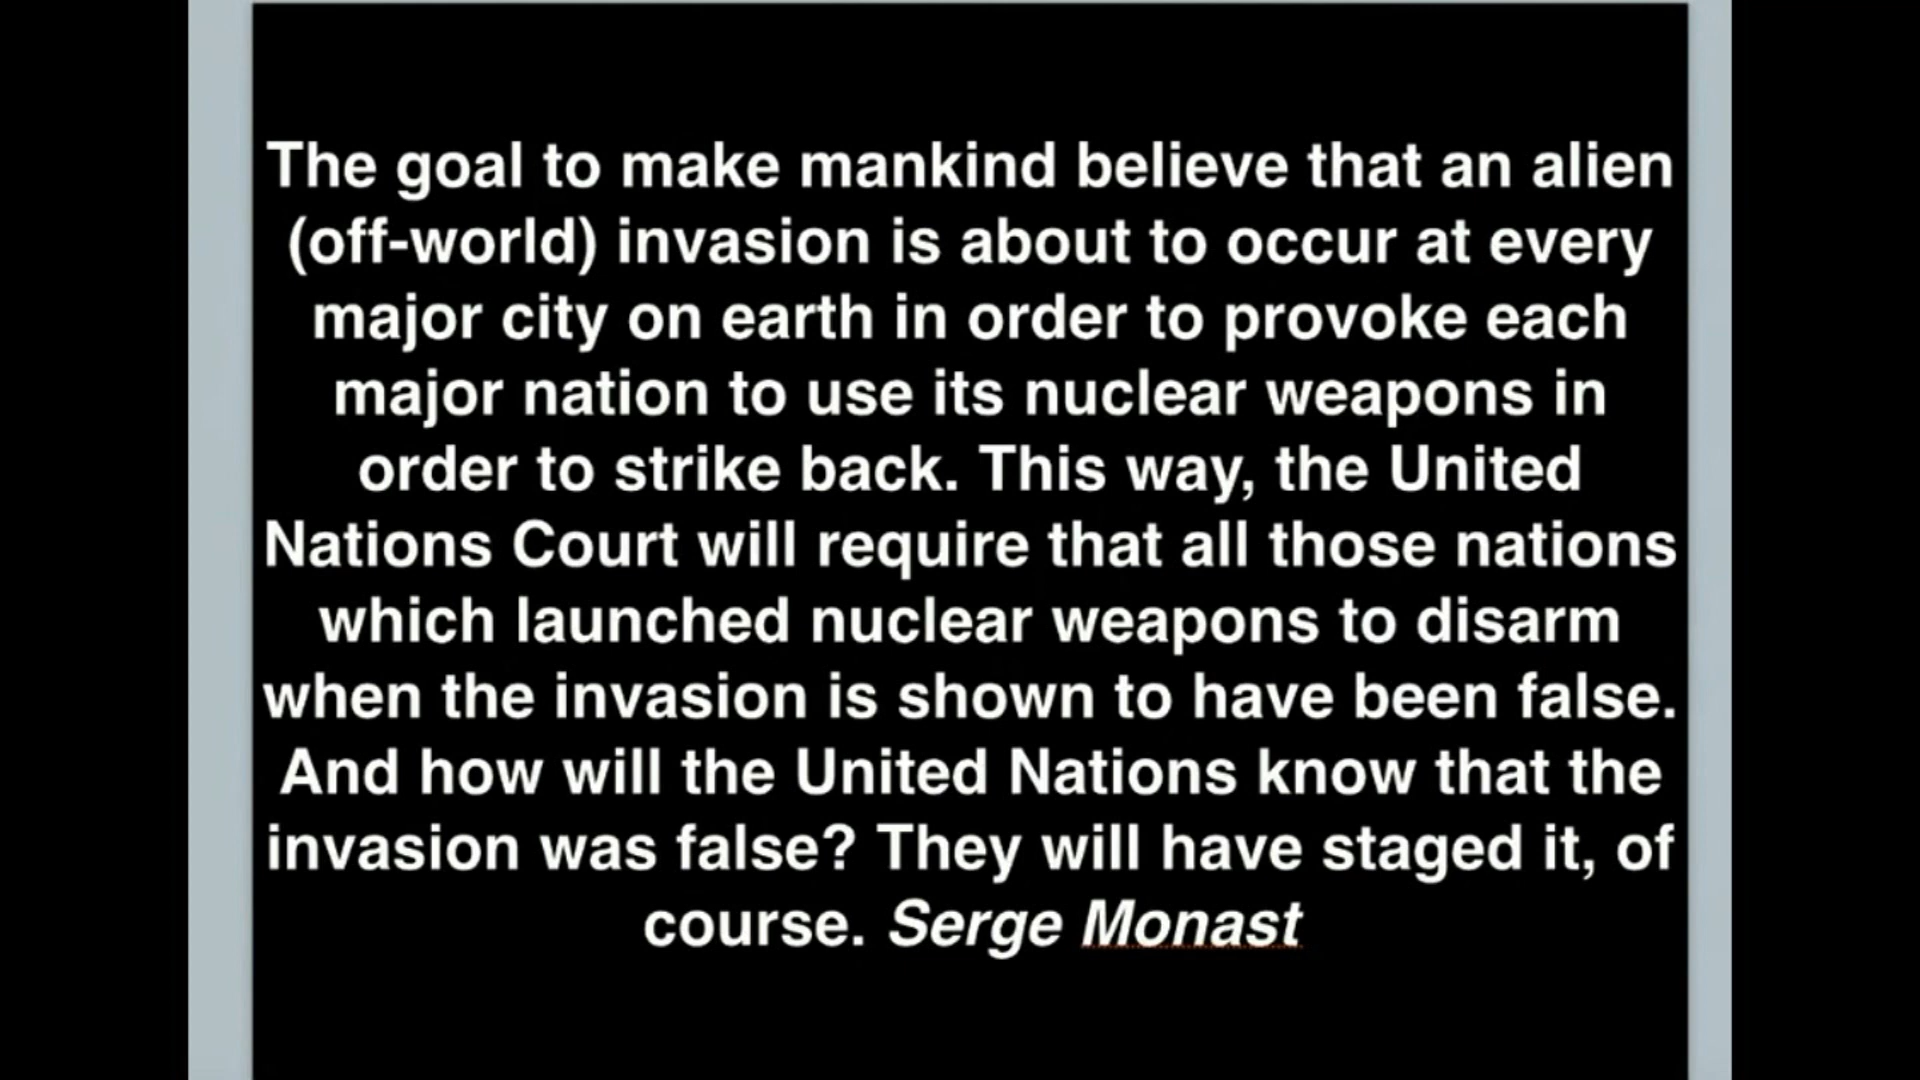 The goal to make mankind believe that an alien
(off-world) invasion is about to occur at every
major city on earth in order to provoke each
major nation to use its nuclear weapons in
order to strike back. This way, the United
Nations Court will require that all those nations
which launched nuclear weapons to disarm
when the invasion is shown to have been false.
And how will the United Nations know that the
invasion was false? They will have staged it, of
course. Serge Monast